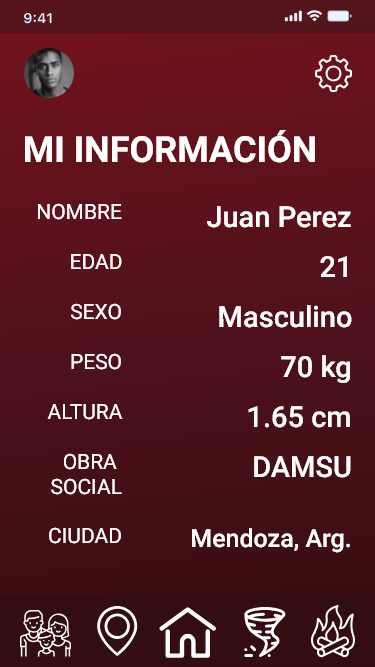 9:41
MI INFORMACIÓN
NOMBRE Juan Perez
EDAD 21
SEXO Masculino
PESO 70 kg
ALTURA 1.65 cm
OBRA DAMSU
SOCIAL
CIUDAD Mendoza, Arg.